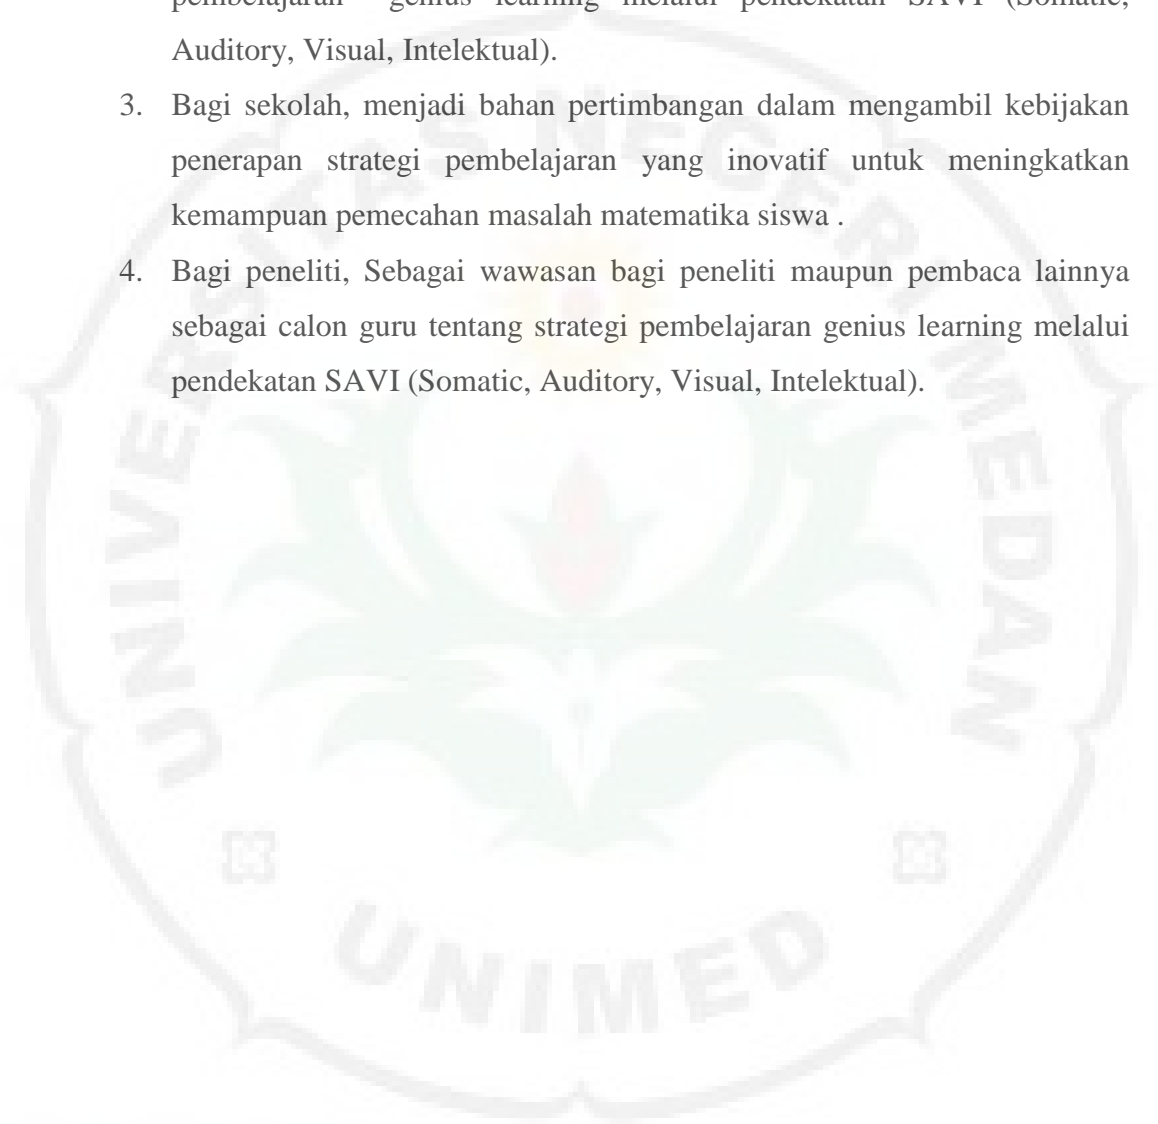 pembelajaran genius learning melalui pendekatan SAVI (Somatic,
Auditory, Visual, Intelektual).
3. Bagi sekolah, menjadi bahan pertimbangan dalam mengambil kebijakan
penerapan strategi pembelajaran yang inovatif untuk meningkatkan
kemampuan pemecahan masalah matematika siswa .
4. Bagi peneliti, Sebagai wawasan bagi peneliti maupun pembaca lainnya
sebagai calon guru tentang strategi pembelajaran genius learning melalui
pendekatan SAVI (Somatic, Auditory, Visual, Intelektual).
UNIVERSITAS NEGERI MEDAN
UNIMED